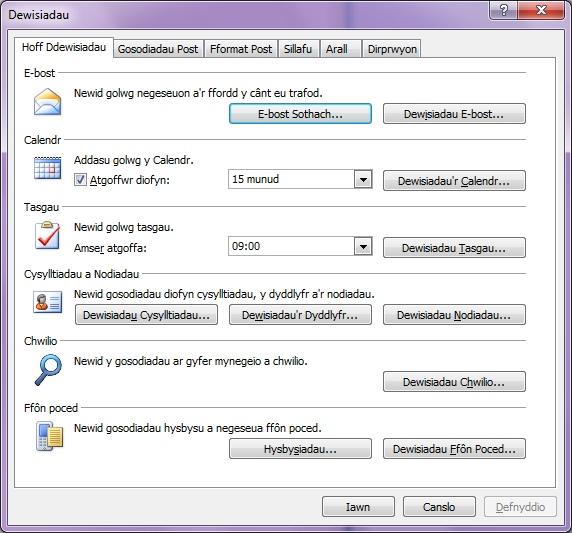 Dewisiadau
Hoff Ddewisiadau Gosodiadau Post Fformat Post Sillafu Arall Dirprwyon
E-bost
Newid golwg negeseuon a'r ffordd y cânt eu trafod.
E-bost Sothach... Dewisiadau E-bost...
Calendr
Addasu golwg y Calendr.
Atgoffwr diofyn: 15 munud Dewisiadau'r Calendr...
Tasgau
Newid golwg tasgau.
Amser atgoffa: 09:00 Dewisiadau Tasgau...
Cysylltiadau a Nodiadau
Newid gosodiadau diofyn cysylltiadau, y dyddlyfr a'r nodiadau.
Dewisiadau Cysylltiadau... Dewisiadau'r Dyddlyfr... Dewisiadau Nodiadau...
Chwilio
Newid y gosodiadau ar gyfer mynegeio a chwilio.
Dewisiadau Chwilio...
Ffôn poced
Newid gosodiadau hysbysu a negeseua ffôn poced.
Hysbysiadau... Dewisiadau Ffôn Poced...
Iawn Canslo Defnyddio